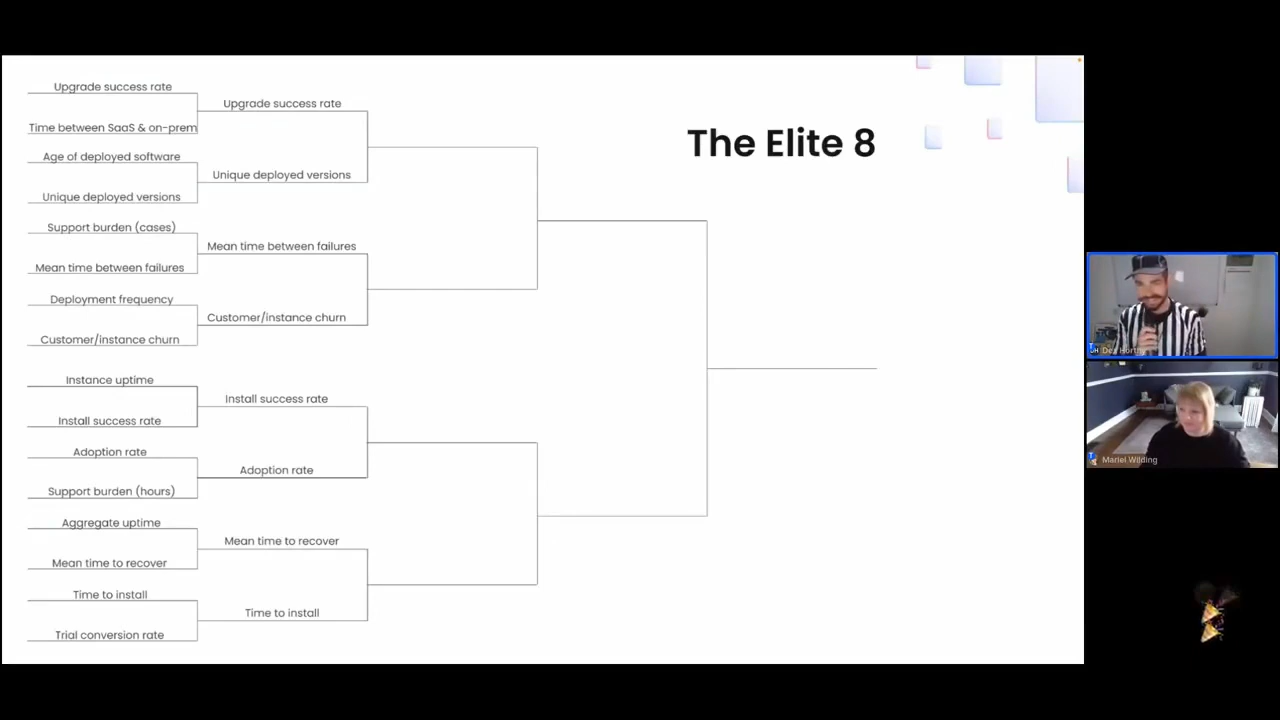 Upgrade success rate
Time between SaaS & on-prem
Age of deployed software
Unique deployed versions
Support burden (cases)
Mean time between failures
Deployment frequency
Customer/instance churn
Instance uptime
Install success rate
Adoption rate
Support burden (hours)
Aggregate uptime
Mean time to recover
Time to install
Trial conversion rate
Upgrade success rate
Unique deployed versions
Mean time between failures
Customer/instance churn
Install success rate
Adoption rate
Mean time to recover
Time to install
The Elite 8
Mariel Wilding